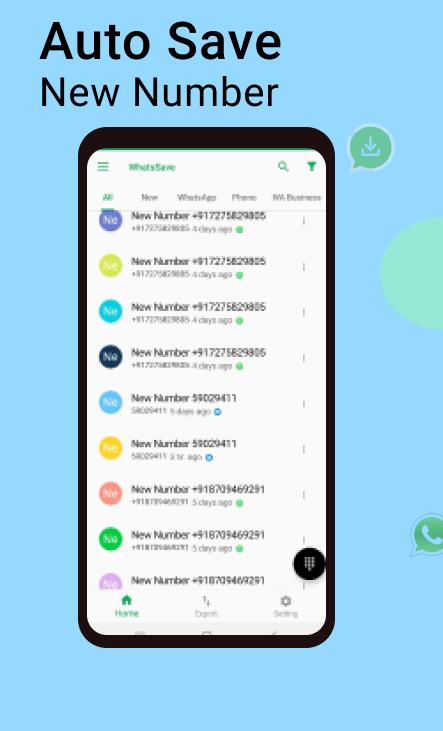 Auto Save
New Number
WhatsSave
All New WhatsApp Phone WA Business
Ne New Number +917275829805
+917275829805 4 days ago
Ne New Number +917275829805
+917275829805 4 days ago
Ne New Number +917275829805
+917275829805 4 days ago
Ne New Number +917275829805
+917275829805 4 days ago
Ne New Number 59029411
59029411 5 days ago
Ne New Number 59029411
59029411 3 hr. ago
Ne New Number +918709469291
+918709469291 5 days ago
Ne New Number +918709469291
+918709469291 5 days ago
Ne New Number +918709469291
Home Export Setting